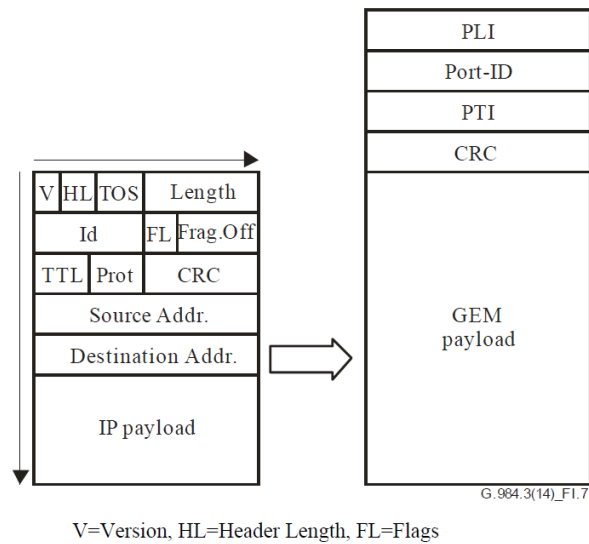 PLI
Port-ID
PTI
CRC
GEM
payload
V HL TOS Length
Id FL Frag.Off
TTL Prot CRC
Source Addr.
Destination Addr.
IP payload
G.984.3(14)_FI.7
V=Version, HL=Header Length, FL=Flags